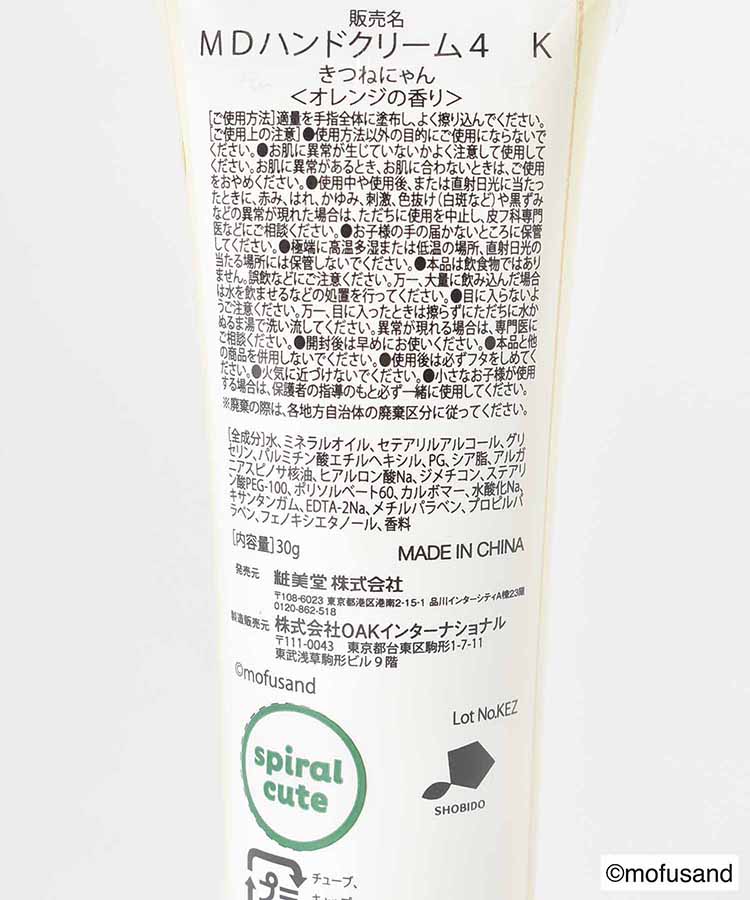 販売名
MDハンドクリーム4 K
きつねにゃん
<オレンジの香り>
[ご使用方法]適量を手指全体に塗布し、よく擦り込んでください。
[ご使用上の注意]●使用方法以外の目的にご使用にならないで
ください。●お肌に異常が生じていないかよく注意して使用して
ください。お肌に異常があるとき、お肌に合わないときは、ご使用
をおやめください。●使用中や使用後、または直射日光に当たっ
たときに、赤み、はれ、かゆみ、刺激、色抜け(白斑など)や黒ずみ
などの異常が現れた場合は、ただちに使用を中止し、皮フ科専門
医などにご相談ください。●お子様の手の届かないところに保管
してください。●極端に高温多湿または低温の場所、直射日光の
当たる場所には保管しないでください。●本品は飲食物ではあり
ません。誤飲などにご注意ください。万一、大量に飲み込んだ場合
は水を飲ませるなどの処置を行ってください。●目に入らないよ
うご注意ください。万一、目に入ったときは擦らずにただちに水か
ぬるま湯で洗い流してください。異常が現れる場合は、専門医に
ご相談ください。●開封後は早めにお使いください。●本品と他
の商品を併用しないでください。●使用後は必ずフタをしめてく
ださい。●火気に近づけないでください。●小さなお子様が使用
する場合は、保護者の指導のもと必ず一緒に使用してください。
※廃棄の際は、各地方自治体の廃棄区分に従ってください。
[全成分]水、ミネラルオイル、セテアリルアルコール、グリ
セリン、パルミチン酸エチルヘキシル、PG、シア脂、アルガ
ニアスピノサ核油、ヒアルロン酸Na、ジメチコン、ステアリ
ン酸PEG-100、ポリソルベート60、カルボマー、水酸化Na、
キサンタンガム、EDTA-2Na、メチルパラベン、プロピルパ
ラベン、フェノキシエタノール、香料
[内容量]30g MADE IN CHINA
発売元 粧美堂 株式会社
〒108-6023 東京都港区港南2-15-1 品川インターシティA棟23階
0120-862-518
製造販売元 株式会社OAKインターナショナル
〒111-0043 東京都台東区駒形1-7-11
東武浅草駒形ビル9階
©mofusand
Lot No.KEZ
spiral
cute
SHOBIDO
プラ
チューブ、
©mofusand